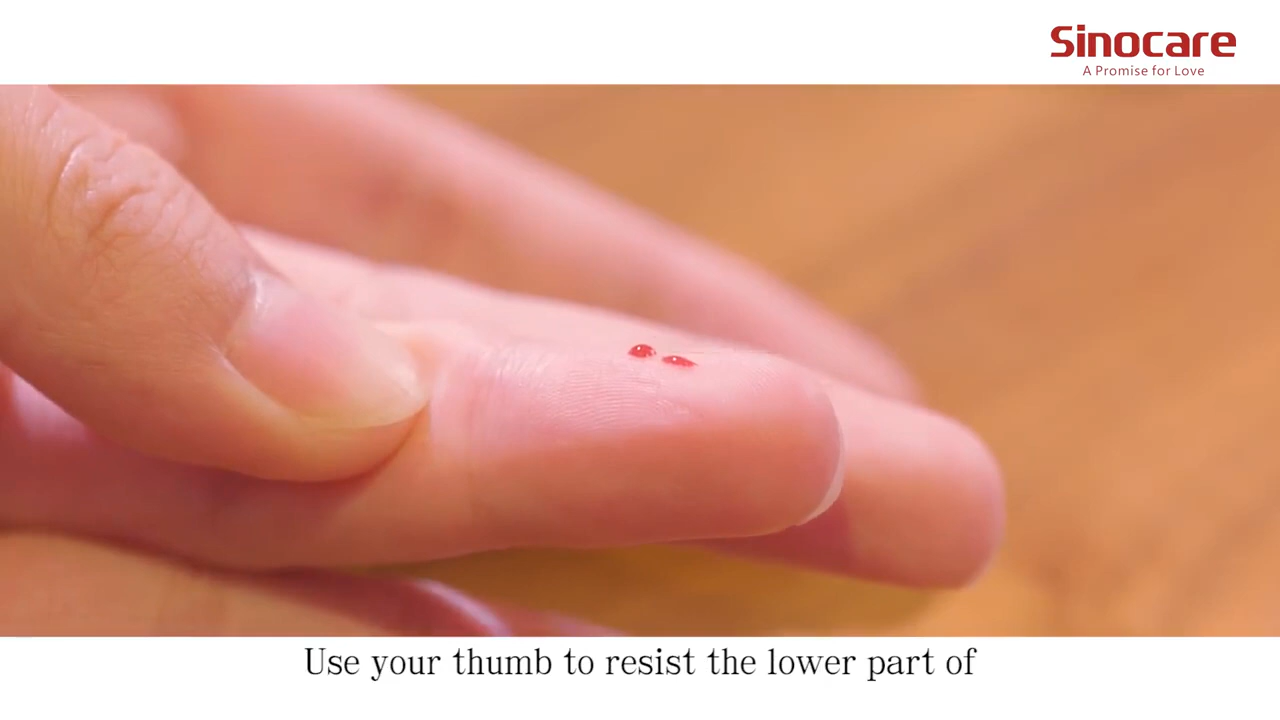 Sinocare
A Promise for Love
Use your thumb to resist the lower part of